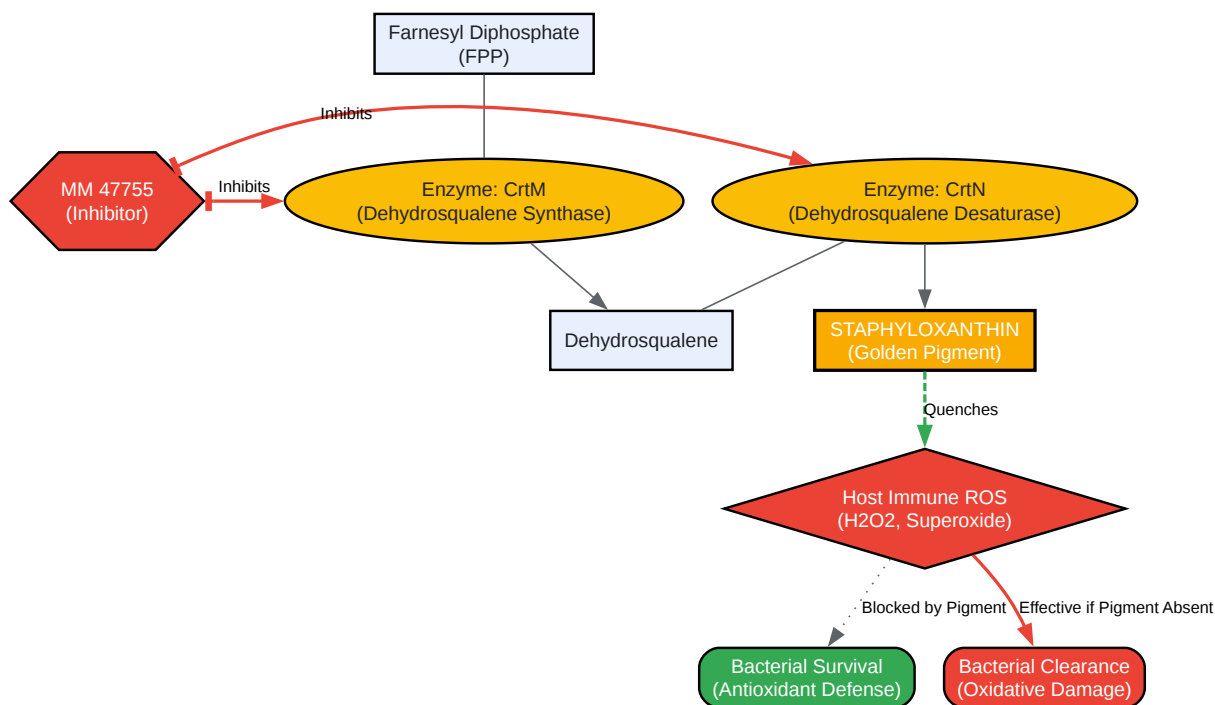 Farnesyl Diphosphate
(FPP)
Inhibits
MM 47755
(Inhibitor)
Inhibits
Enzyme: CrtM
(Dehydrosqualene Synthase)
Enzyme: CrtN
(Dehydrosqualene Desaturase)
Dehydrosqualene
STAPHYLOXANTHIN
(Golden Pigment)
Quenches
Host Immune ROS
(H2O2, Superoxide)
Blocked by Pigment
Effective if Pigment Absent
Bacterial Survival
(Antioxidant Defense)
Bacterial Clearance
(Oxidative Damage)